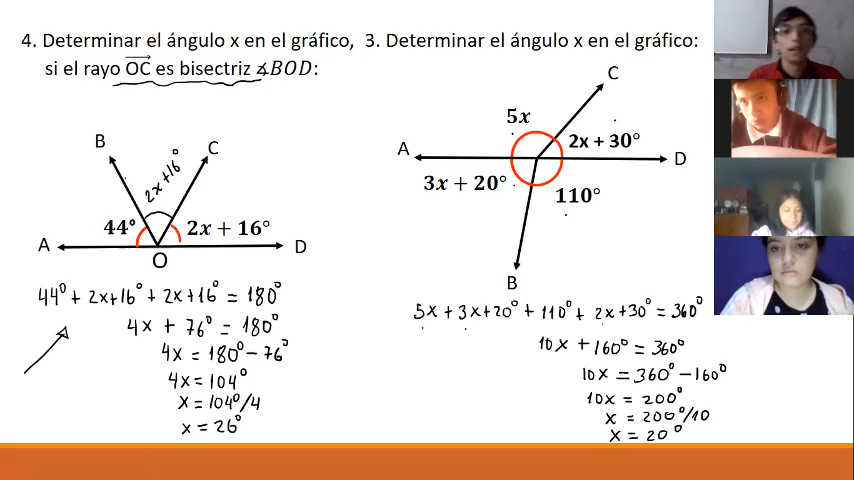 4. Determinar el ángulo x en el gráfico,
si el rayo OC es bisectriz ∡BOD:
B
C
2x+16°
44°
2x + 16°
A
D
O
44° + 2x+16° + 2x+16° = 180°
4x + 76° = 180°
4x = 180° - 76°
4x = 104°
x = 104°/4
x = 26°
3. Determinar el ángulo x en el gráfico:
C
5x
2x + 30°
A
D
3x + 20°
110°
B
5x + 3x+20° + 110° + 2x+30° = 360°
10x + 160° = 360°
10x = 360° - 160°
10x = 200°
x = 200°/10
x = 20°